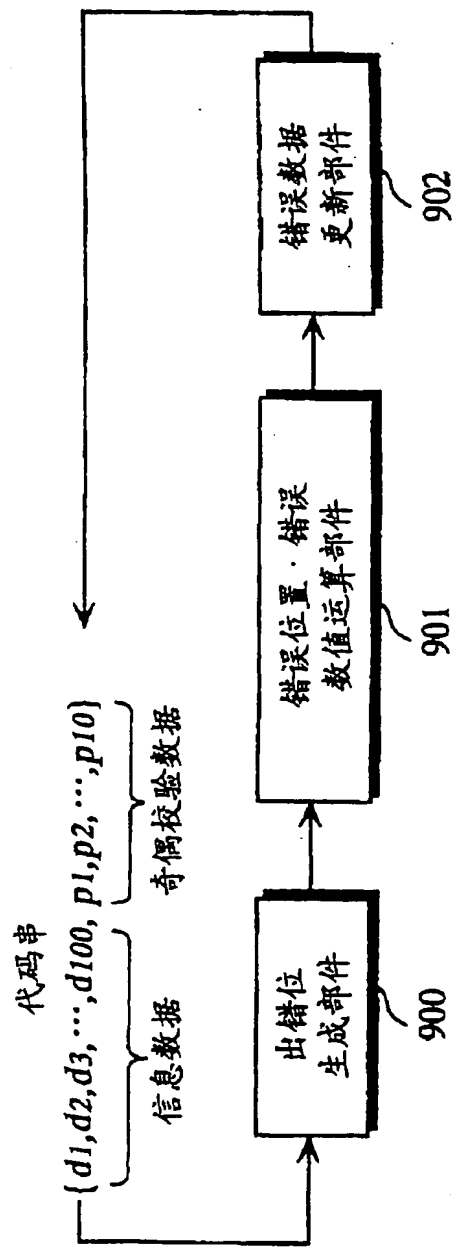 代码串
{d1,d2,d3,···,d100, p1,p2,···,p10}
信息数据
奇偶校验数据
出错位
生成部件
900
错误位置·错误
数值运算部件
901
错误数据
更新部件
902